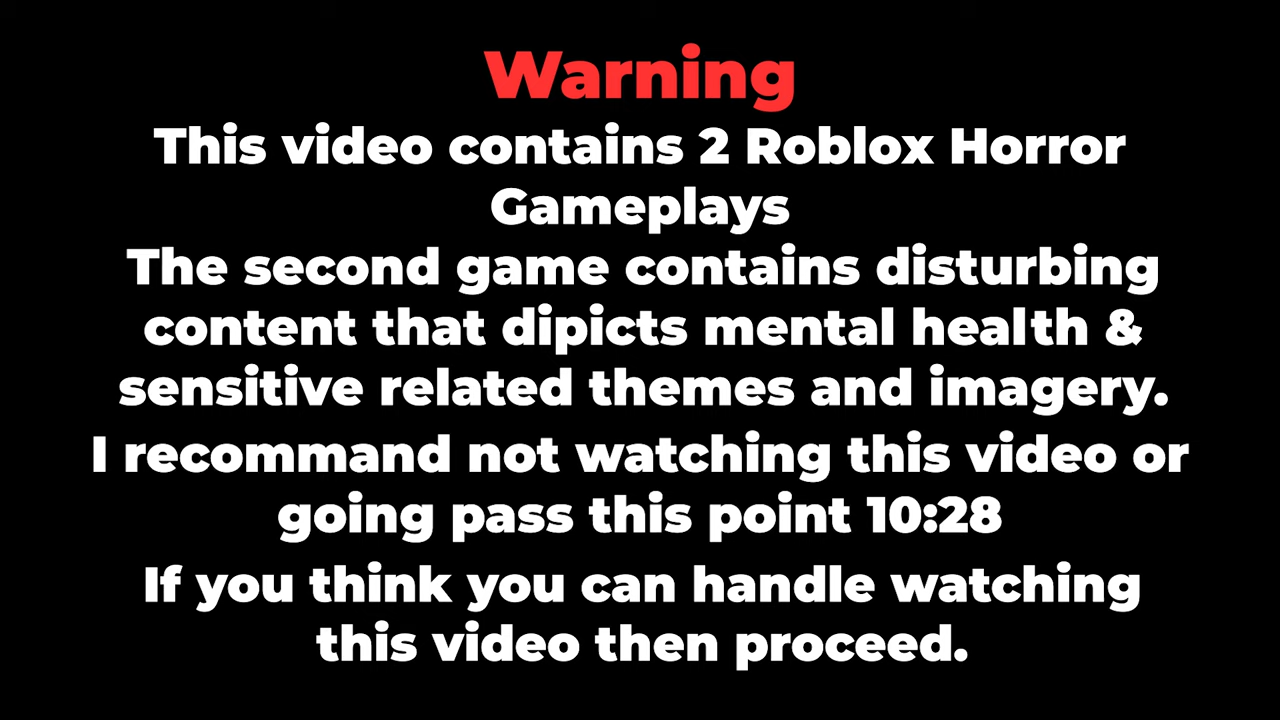 Warning
This video contains 2 Roblox Horror
Gameplays
The second game contains disturbing
content that dipicts mental health &
sensitive related themes and imagery.
I recommand not watching this video or
going pass this point 10:28
If you think you can handle watching
this video then proceed.